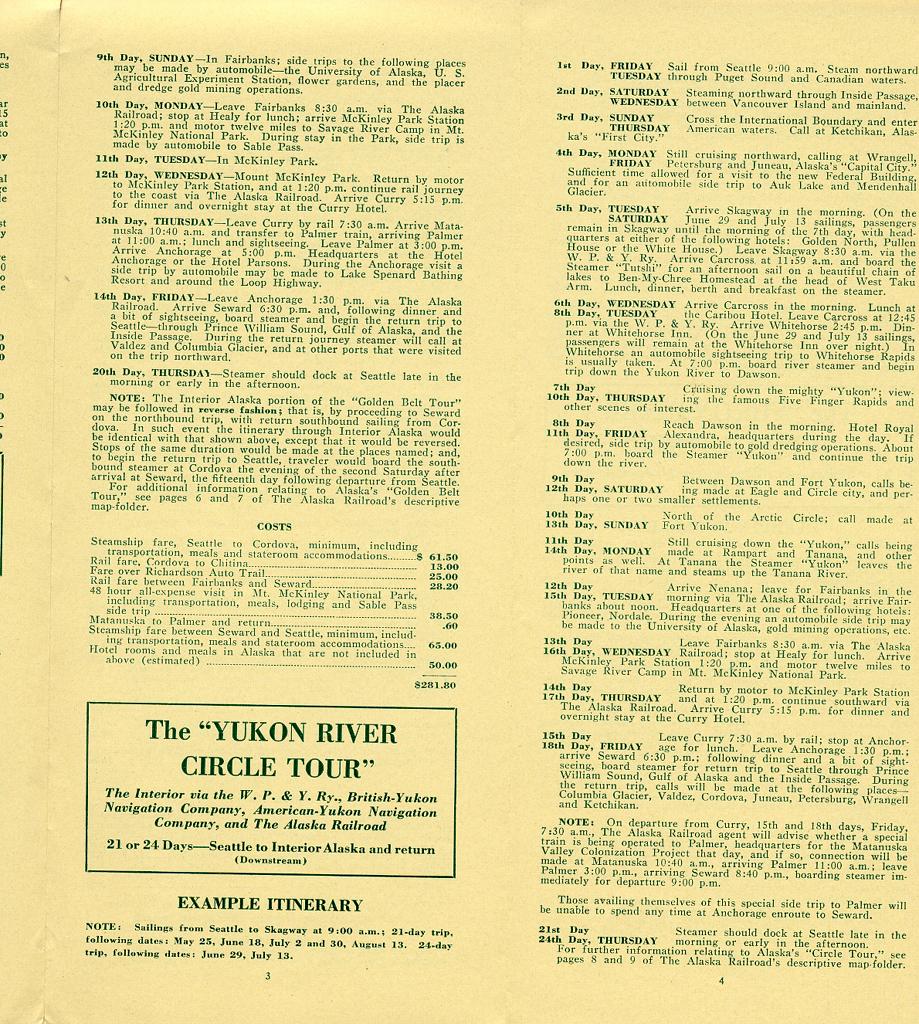 9th Day, SUNDAY—In Fairbanks; side trips to the following places
may be made by automobile—the University of Alaska, U. S.
Agricultural Experiment Station, flower gardens, and the placer
and dredge gold mining operations.
10th Day, MONDAY—Leave Fairbanks 8:30 a.m. via The Alaska
Railroad; stop at Healy for lunch; arrive McKinley Park Station
1:20 p.m. and motor twelve miles to Savage River Camp in Mt.
McKinley National Park. During stay in the Park, side trip is
made by automobile to Sable Pass.
11th Day, TUESDAY—In McKinley Park.
12th Day, WEDNESDAY—Mount McKinley Park. Return by motor
to McKinley Park Station, and at 1:20 p.m. continue rail journey
to the coast via The Alaska Railroad. Arrive Curry 5:15 p.m.
for dinner and overnight stay at the Curry Hotel.
13th Day, THURSDAY—Leave Curry by rail 7:30 a.m. Arrive Mata-
nuska 10:40 a.m. and transfer to Palmer train, arriving Palmer
at 11:00 a.m.; lunch and sightseeing. Leave Palmer at 3:00 p.m.
Arrive Anchorage at 5:00 p.m. Headquarters at the Hotel
Anchorage or the Hotel Parsons. During the Anchorage visit a
side trip by automobile may be made to Lake Spenard Bathing
Resort and around the Loop Highway.
14th Day, FRIDAY—Leave Anchorage 1:30 p.m. via The Alaska
Railroad. Arrive Seward 6:30 p.m. and, following dinner and
a bit of sightseeing, board steamer and begin the return trip to
Seattle—through Prince William Sound, Gulf of Alaska, and the
Inside Passage. During the return journey steamer will call at
Valdez and Columbia Glacier, and at other ports that were visited
on the trip northward.
20th Day, THURSDAY—Steamer should dock at Seattle late in the
morning or early in the afternoon.
NOTE: The Interior Alaska portion of the "Golden Belt Tour"
may be followed in reverse fashion; that is, by proceeding to Seward
on the northbound trip, with return southbound sailing from Cor-
dova. In such event the itinerary through Interior Alaska would
be identical with that shown above, except that it would be reversed.
Stops of the same duration would be made at the places named; and,
to begin the return trip to Seattle, traveler would board the south-
bound steamer at Cordova the evening of the second Saturday after
arrival at Seward, the fifteenth day following departure from Seattle.
For additional information relating to Alaska's "Golden Belt
Tour," see pages 6 and 7 of The Alaska Railroad's descriptive
map-folder.
COSTS
Steamship fare, Seattle to Cordova, minimum, including
transportation, meals and stateroom accommodations......$ 61.50
Rail fare, Cordova to Chitina.............. 13.00
Fare over Richardson Auto Trail.............. 25.00
Rail fare between Fairbanks and Seward.............. 28.20
48 hour all-expense visit in Mt. McKinley National Park,
including transportation, meals, lodging and Sable Pass
side trip .............. 38.50
Matanuska to Palmer and return.............. .60
Steamship fare between Seward and Seattle, minimum, includ-
ing transportation, meals and stateroom accommodations.... 65.00
Hotel rooms and meals in Alaska that are not included in
above (estimated) .............. 50.00
$281.80
The "YUKON RIVER
CIRCLE TOUR"
The Interior via the W. P. & Y. Ry., British-Yukon
Navigation Company, American-Yukon Navigation
Company, and The Alaska Railroad
21 or 24 Days—Seattle to Interior Alaska and return
(Downstream)
EXAMPLE ITINERARY
NOTE: Sailings from Seattle to Skagway at 9:00 a.m.; 21-day trip,
following dates: May 25, June 18, July 2 and 30, August 13. 24-day
trip, following dates: June 29, July 13.
3
1st Day, FRIDAY Sail from Seattle 9:00 a.m. Steam northward
TUESDAY through Puget Sound and Canadian waters.
2nd Day, SATURDAY Steaming northward through Inside Passage,
WEDNESDAY between Vancouver Island and mainland.
3rd Day, SUNDAY Cross the International Boundary and enter
THURSDAY American waters. Call at Ketchikan, Alas-
ka's "First City."
4th Day, MONDAY Still cruising northward, calling at Wrangell,
FRIDAY Petersburg and Juneau, Alaska's "Capital City."
Sufficient time allowed for a visit to the new Federal Building,
and for an automobile side trip to Auk Lake and Mendenhall
Glacier.
5th Day, TUESDAY Arrive Skagway in the morning. (On the
SATURDAY June 29 and July 13 sailings, passengers
remain in Skagway until the morning of the 7th day, with head-
quarters at either of the following hotels: Golden North, Pullen
House or the White House.) Leave Skagway 8:30 a.m. via the
W. P. & Y. Ry. Arrive Carcross at 11:59 a.m. and board the
Steamer "Tutshi" for an afternoon sail on a beautiful chain of
lakes to Ben-My-Chree Homestead at the head of West Taku
Arm. Lunch, dinner, berth and breakfast on the steamer.
6th Day, WEDNESDAY Arrive Carcross in the morning. Lunch at
8th Day, TUESDAY the Caribou Hotel. Leave Carcross at 12:45
p.m. via the W. P. & Y. Ry. Arrive Whitehorse 2:45 p.m. Din-
ner at Whitehorse Inn. (On the June 29 and July 13 sailings,
passengers will remain at the Whitehorse Inn over night.) In
Whitehorse an automobile sightseeing trip to Whitehorse Rapids
is usually taken. At 7:00 p.m. board river steamer and begin
trip down the Yukon River to Dawson.
7th Day Cruising down the mighty "Yukon"; view-
10th Day, THURSDAY ing the famous Five Finger Rapids and
other scenes of interest.
8th Day Reach Dawson in the morning. Hotel Royal
11th Day, FRIDAY Alexandra, headquarters during the day. If
desired, side trip by automobile to gold dredging operations. About
7:00 p.m. board the Steamer "Yukon" and continue the trip
down the river.
9th Day Between Dawson and Fort Yukon, calls be-
12th Day, SATURDAY ing made at Eagle and Circle city, and per-
haps one or two smaller settlements.
10th Day North of the Arctic Circle; call made at
13th Day, SUNDAY Fort Yukon.
11th Day Still cruising down the "Yukon," calls being
14th Day, MONDAY made at Rampart and Tanana, and other
points as well. At Tanana the Steamer "Yukon" leaves the
river of that name and steams up the Tanana River.
12th Day Arrive Nenana; leave for Fairbanks in the
15th Day, TUESDAY morning via The Alaska Railroad; arrive Fair-
banks about noon. Headquarters at one of the following hotels:
Pioneer, Nordale. During the evening an automobile side trip may
be made to the University of Alaska, gold mining operations, etc.
13th Day Leave Fairbanks 8:30 a.m. via The Alaska
16th Day, WEDNESDAY Railroad; stop at Healy for lunch. Arrive
McKinley Park Station 1:20 p.m. and motor twelve miles to
Savage River Camp in Mt. McKinley National Park.
14th Day Return by motor to McKinley Park Station
17th Day, THURSDAY and at 1:20 p.m. continue southward via
The Alaska Railroad. Arrive Curry 5:15 p.m. for dinner and
overnight stay at the Curry Hotel.
15th Day Leave Curry 7:30 a.m. by rail; stop at Anchor-
18th Day, FRIDAY age for lunch. Leave Anchorage 1:30 p.m.;
arrive Seward 6:30 p.m.; following dinner and a bit of sight-
seeing, board steamer for return trip to Seattle through Prince
William Sound, Gulf of Alaska and the Inside Passage. During
the return trip, calls will be made at the following places—
Columbia Glacier, Valdez, Cordova, Juneau, Petersburg, Wrangell
and Ketchikan.
NOTE: On departure from Curry, 15th and 18th days, Friday,
7:30 a.m., The Alaska Railroad agent will advise whether a special
train is being operated to Palmer, headquarters for the Matanuska
Valley Colonization Project that day, and if so, connection will be
made at Matanuska 10:40 a.m., arriving Palmer 11:00 a.m.; leave
Palmer 3:00 p.m., arriving Seward 8:40 p.m., boarding steamer im-
mediately for departure 9:00 p.m.
Those availing themselves of this special side trip to Palmer will
be unable to spend any time at Anchorage enroute to Seward.
21st Day Steamer should dock at Seattle late in the
24th Day, THURSDAY morning or early in the afternoon.
For further information relating to Alaska's "Circle Tour," see
pages 8 and 9 of The Alaska Railroad's descriptive map-folder.
4